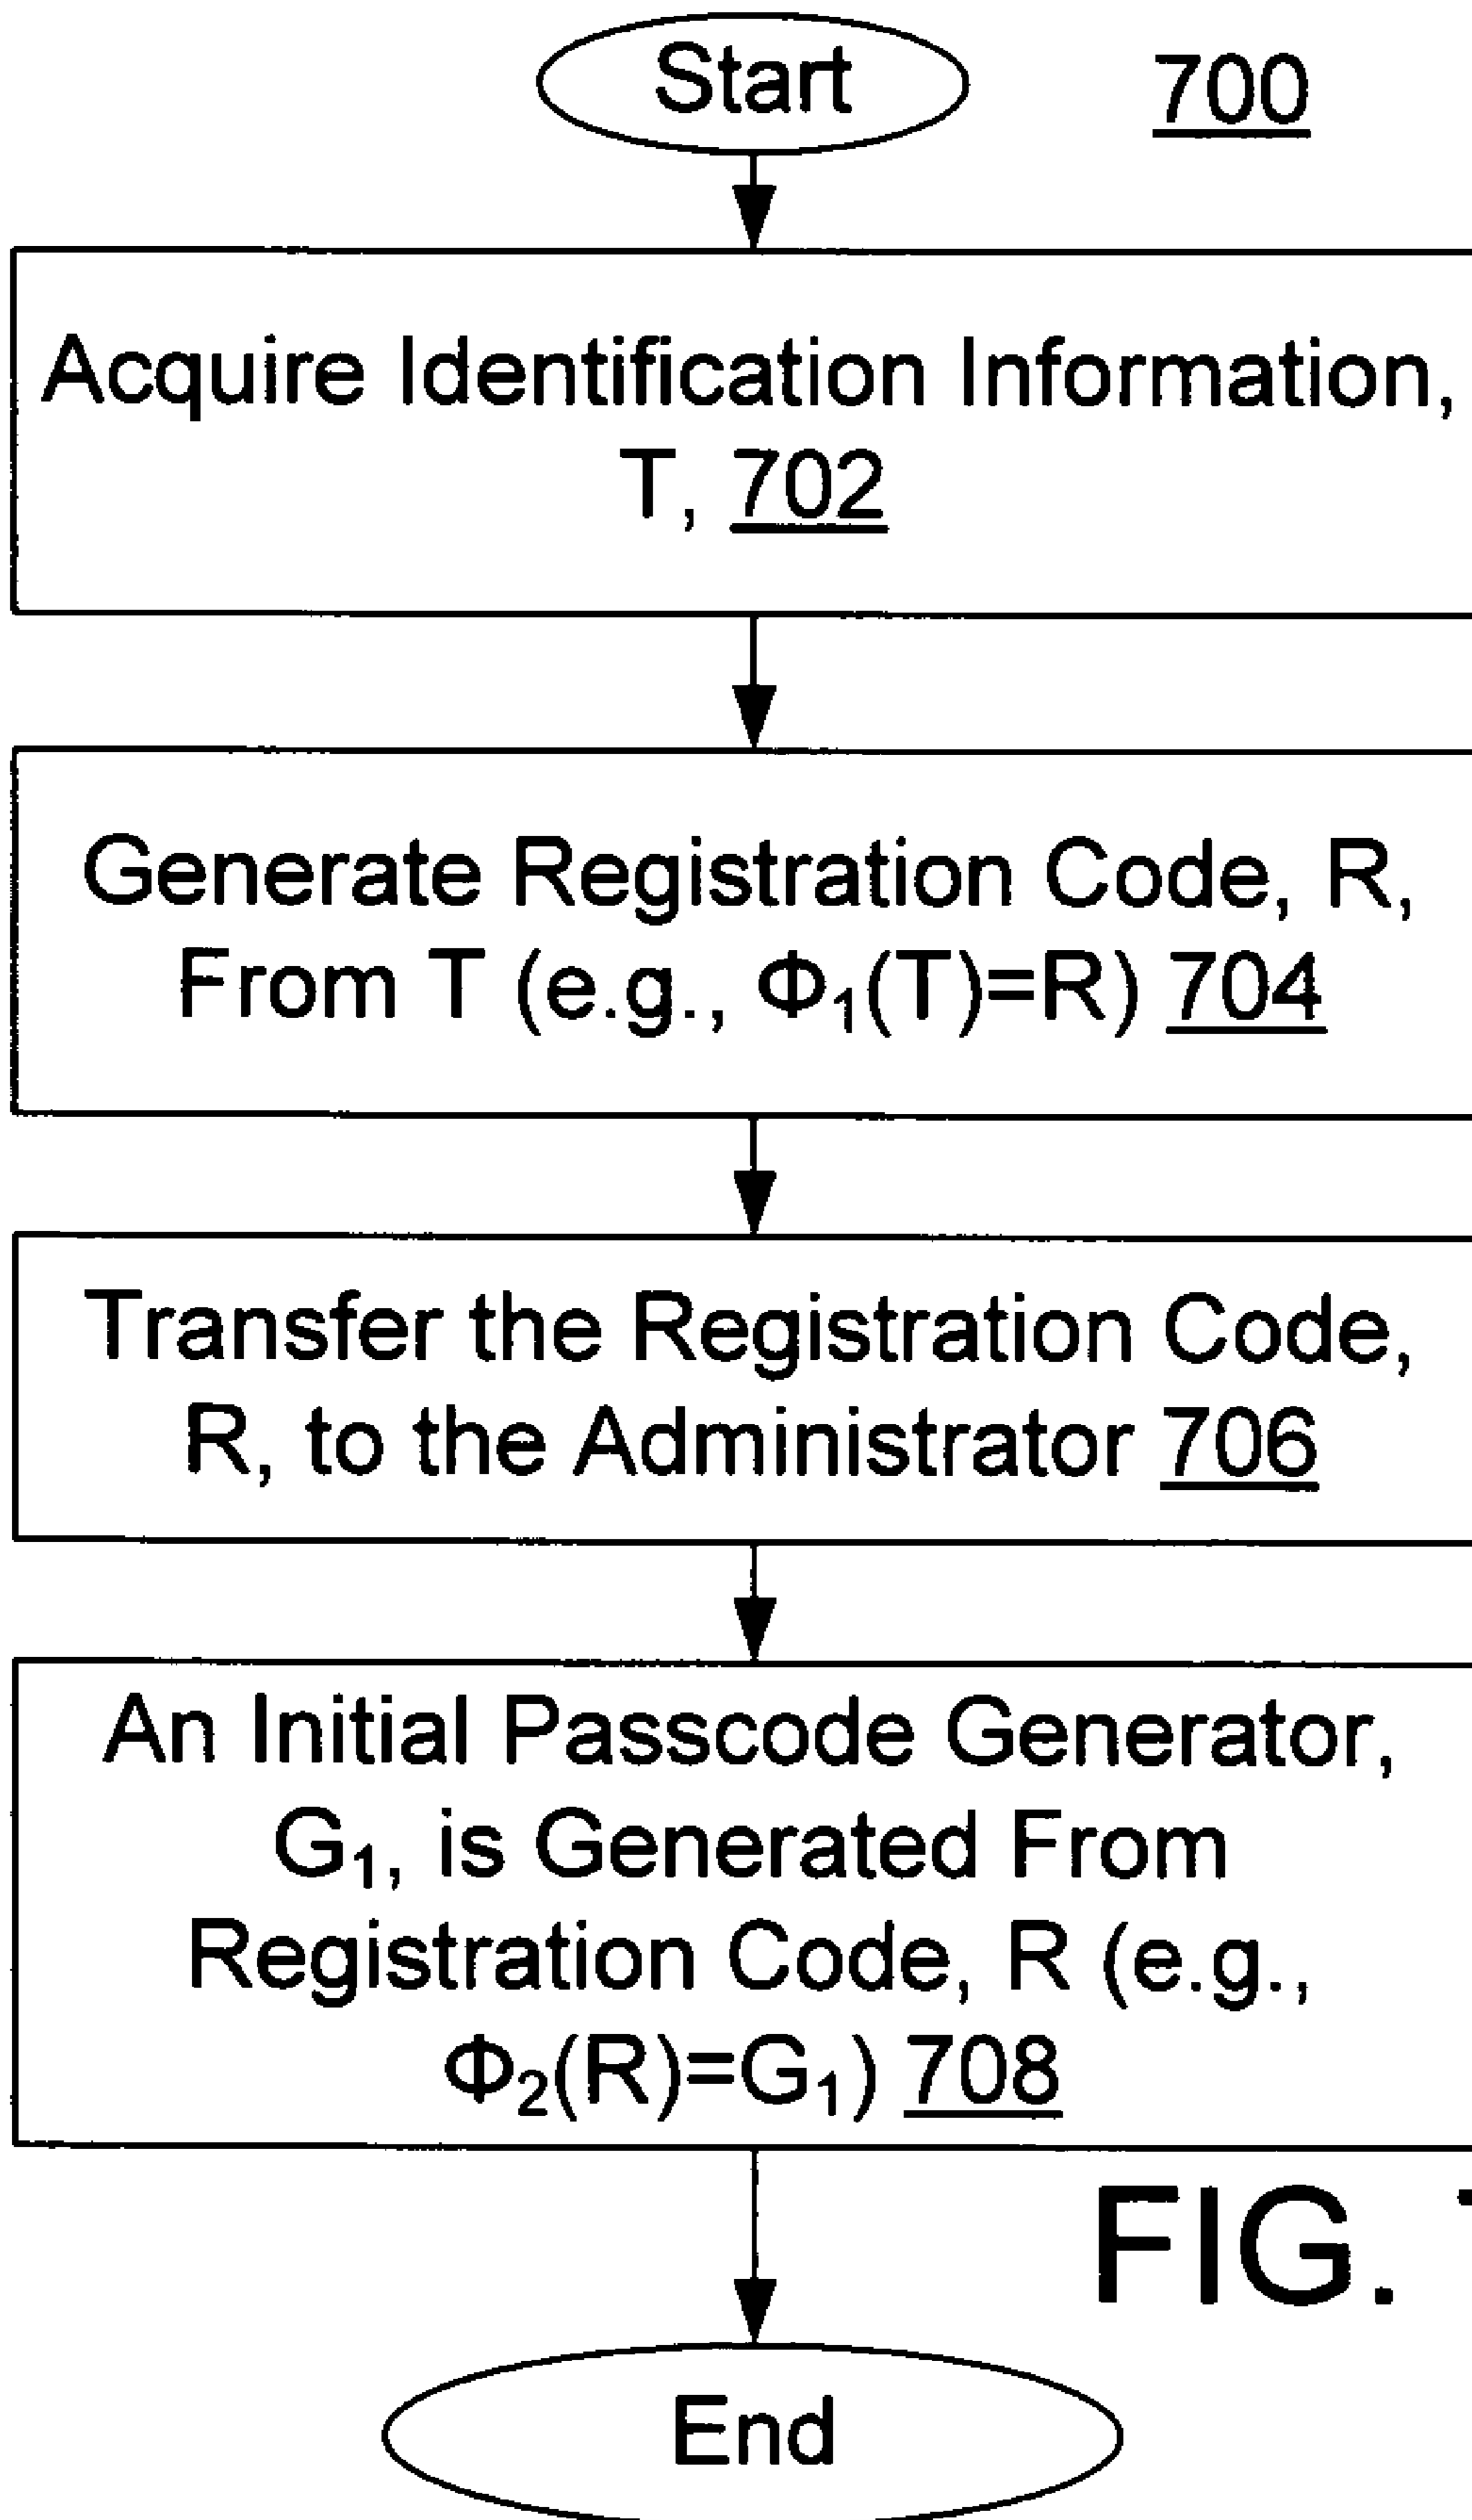 Start
700
Acquire Identification Information,
T, 702
Generate Registration Code, R,
From T (e.g., Φ₁(T)=R) 704
Transfer the Registration Code,
R, to the Administrator 706
An Initial Passcode Generator,
G₁, is Generated From
Registration Code, R (e.g.,
Φ₂(R)=G₁) 708
FIG.
End